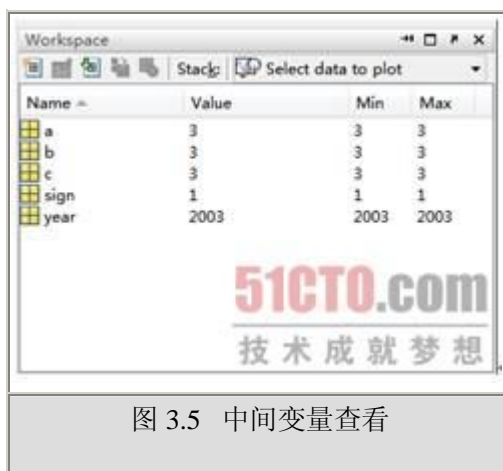 Workspace
Stack: Select data to plot
Name Value Min Max
a 3 3 3
b 3 3 3
c 3 3 3
sign 1 1 1
year 2003 2003 2003
51CTO.com
技术成就梦想
图 3.5 中间变量查看